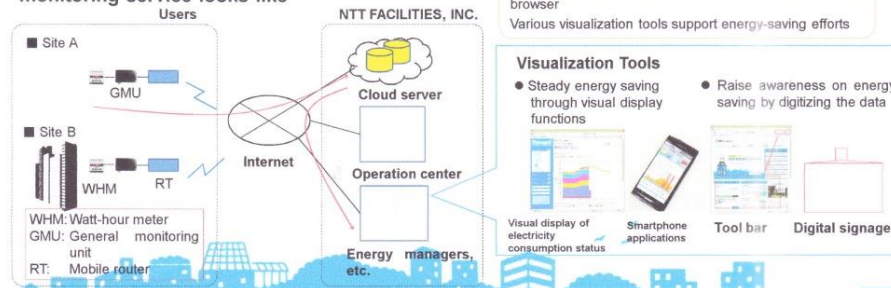 monitoring service looks like
Users
NTT FACILITIES, INC.
browser
Various visualization tools support energy-saving efforts
■ Site A
GMU
Cloud server
■ Site B
WHM
RT
Internet
Operation center
WHM: Watt-hour meter
GMU: General monitoring
unit
RT: Mobile router
Energy managers,
etc.
Visualization Tools
● Steady energy saving
through visual display
functions
● Raise awareness on energy
saving by digitizing the data
Visual display of
electricity
consumption status
Smartphone
applications
Tool bar
Digital signage